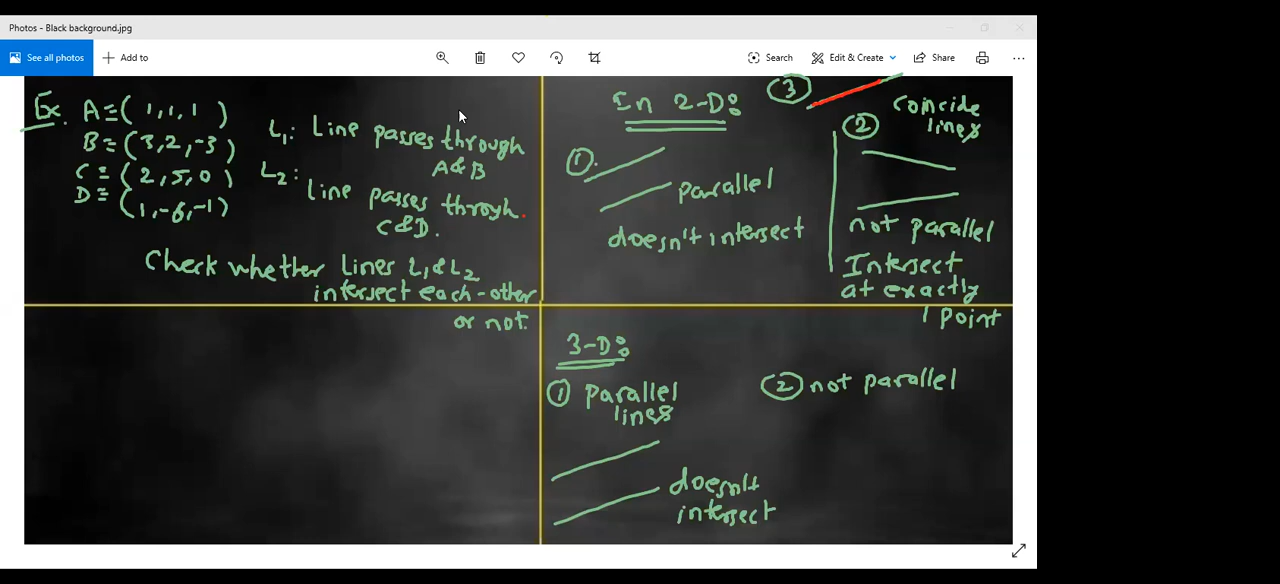 Photos - Black background.jpg
See all photos
Add to
Search
Edit & Create
Share
Ex. A ≡ ( 1, 1, 1 )
B ≡ ( 3, 2, -3 )
C ≡ ( 2, 5, 0 )
D ≡ ( 1, -6, -1 )
L1: Line passes through
A & B
L2: Line passes through.
C & D.
Check whether Lines L1 & L2
intersect each-other
or not.
In 2-D:
① parallel
doesn't intersect
③ coincide
lines
②
not parallel
Intersect
at exactly
1 point
3-D:
① parallel
lines
doesn't
intersect
② not parallel